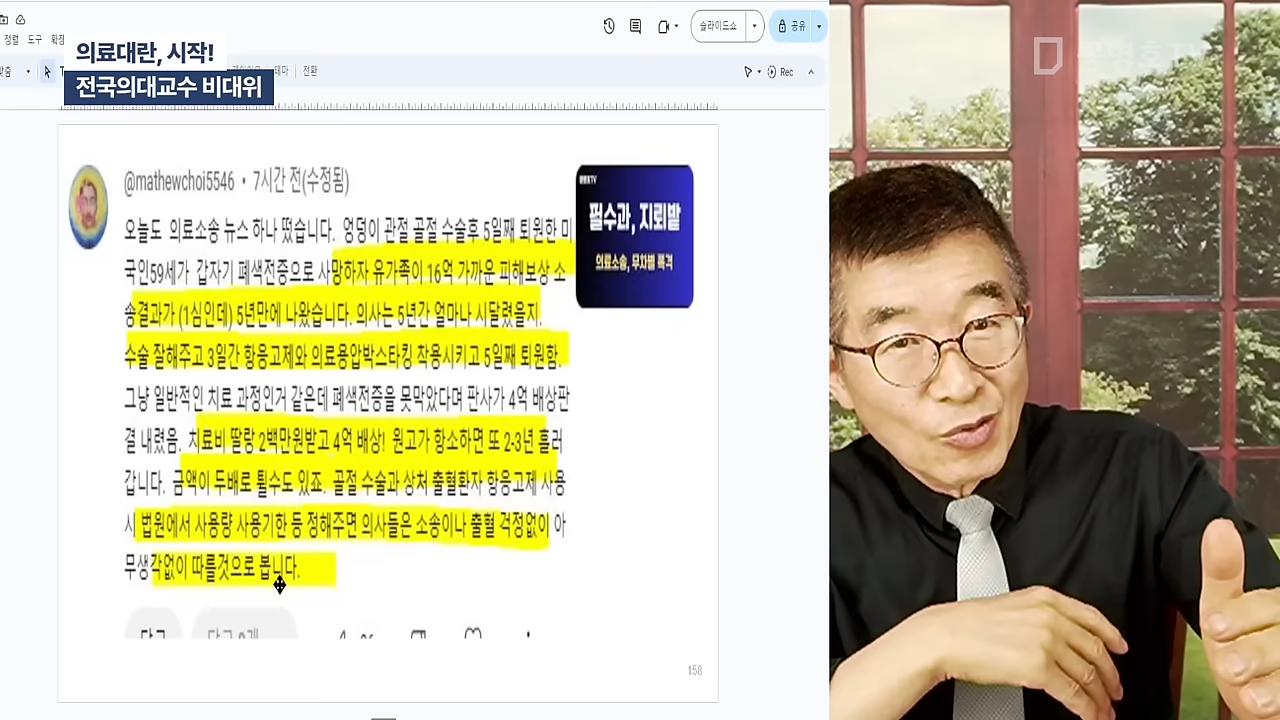 정렬 도구 확장
슬라이드쇼
공유
의료대란, 시작!
전국의대교수 비대위
맞춤
테마
전환
Rec
@mathewchoi5546 • 7시간 전(수정됨)
오늘도 의료소송 뉴스 하나 떴습니다. 엉덩이 관절 골절 수술후 5일째 퇴원한 미
국인59세가 갑자기 폐색전증으로 사망하자 유가족이 16억 가까운 피해보상 소
송결과가 (1심인데) 5년만에 나왔습니다. 의사는 5년간 얼마나 시달렸을지.
수술 잘해주고 3일간 항응고제와 의료용압박스타킹 착용시키고 5일째 퇴원함.
그냥 일반적인 치료 과정인거 같은데 폐색전증을 못막았다며 판사가 4억 배상판
결 내렸음. 치료비 딸랑 2백만원받고 4억 배상! 원고가 항소하면 또 2-3년 흘러
갑니다. 금액이 두배로 뛸수도 있죠. 골절 수술과 상처 출혈환자 항응고제 사용
시 법원에서 사용량 사용기한 등 정해주면 의사들은 소송이나 출혈 걱정없이 아
무생각없이 따를것으로 봅니다.
필수과, 지뢰밭
의료소송, 무차별 폭격
158